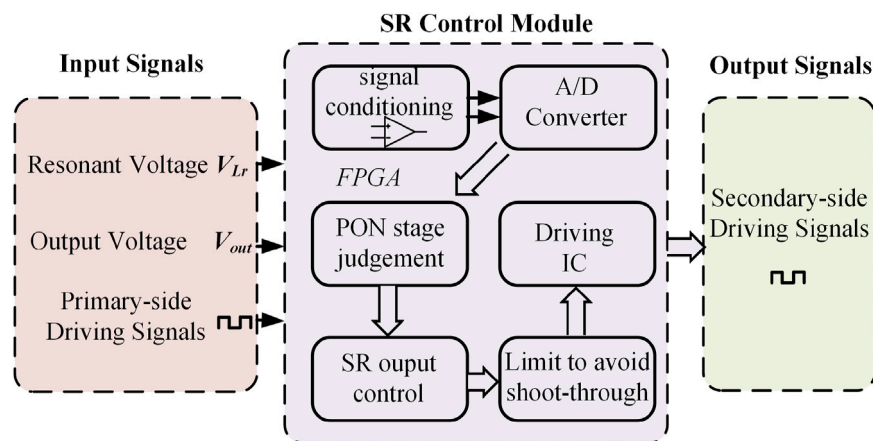 SR Control Module
Input Signals
Output Signals
Resonant Voltage V_Lr
Output Voltage V_out
Primary-side
Driving Signals
signal
conditioning
A/D
Converter
FPGA
PON stage
judgement
Driving
IC
SR ouput
control
Limit to avoid
shoot-through
Secondary-side
Driving Signals